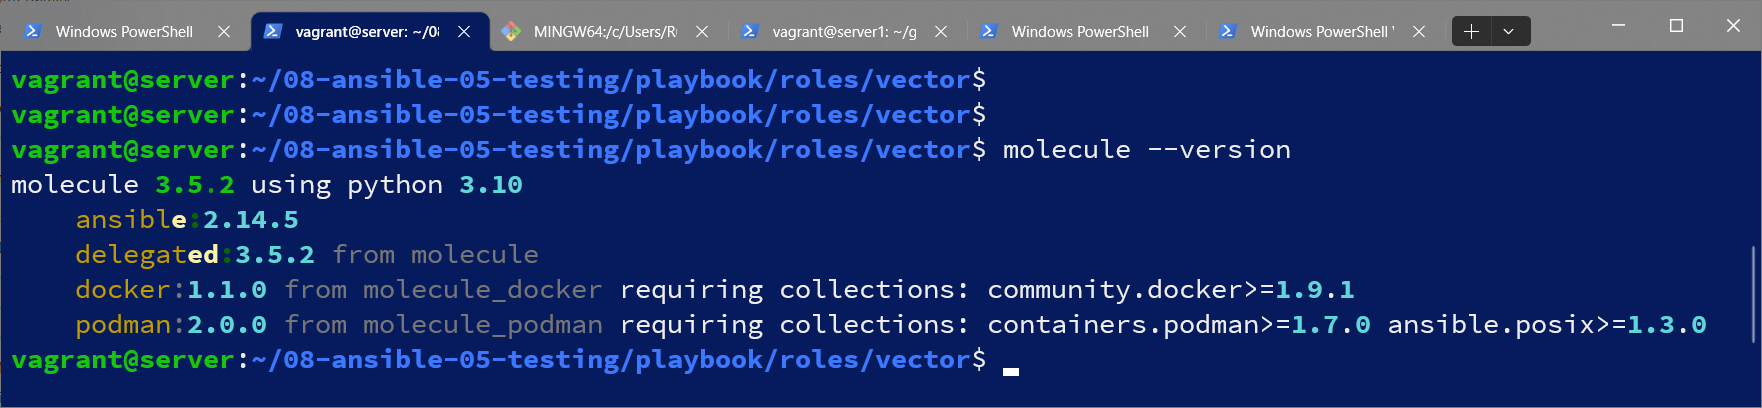 Windows PowerShell
vagrant@server: ~/08
MINGW64:/c/Users/R
vagrant@server1: ~/g
Windows PowerShell
Windows PowerShell
vagrant@server:~/08-ansible-05-testing/playbook/roles/vector$
vagrant@server:~/08-ansible-05-testing/playbook/roles/vector$
vagrant@server:~/08-ansible-05-testing/playbook/roles/vector$ molecule --version
molecule 3.5.2 using python 3.10
ansible:2.14.5
delegated:3.5.2 from molecule
docker:1.1.0 from molecule_docker requiring collections: community.docker>=1.9.1
podman:2.0.0 from molecule_podman requiring collections: containers.podman>=1.7.0 ansible.posix>=1.3.0
vagrant@server:~/08-ansible-05-testing/playbook/roles/vector$